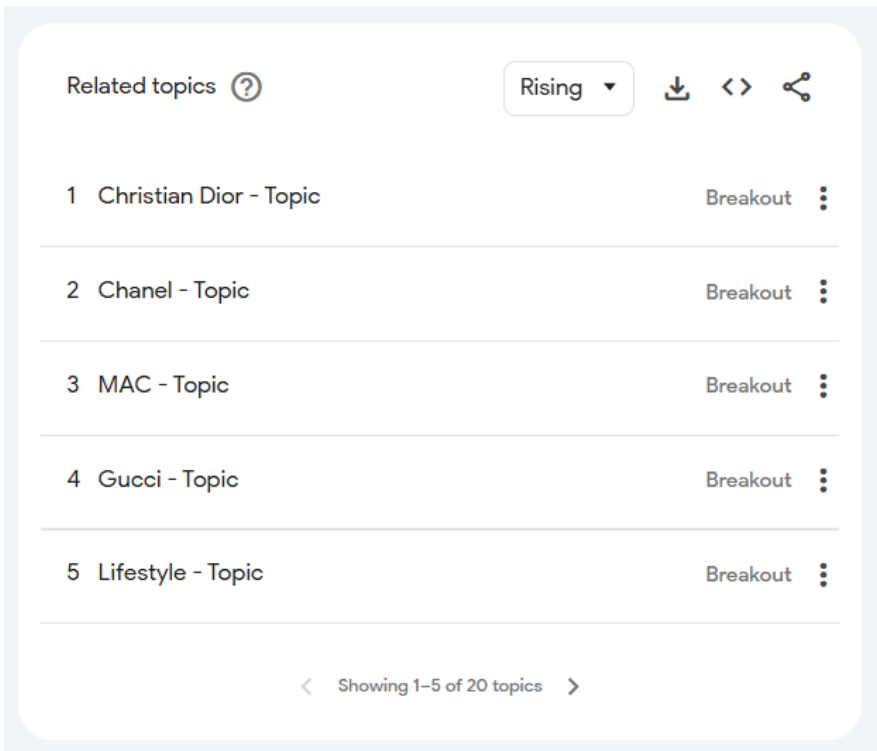 Related topics ? Rising
1 Christian Dior - Topic Breakout
2 Chanel - Topic Breakout
3 MAC - Topic Breakout
4 Gucci - Topic Breakout
5 Lifestyle - Topic Breakout
Showing 1–5 of 20 topics